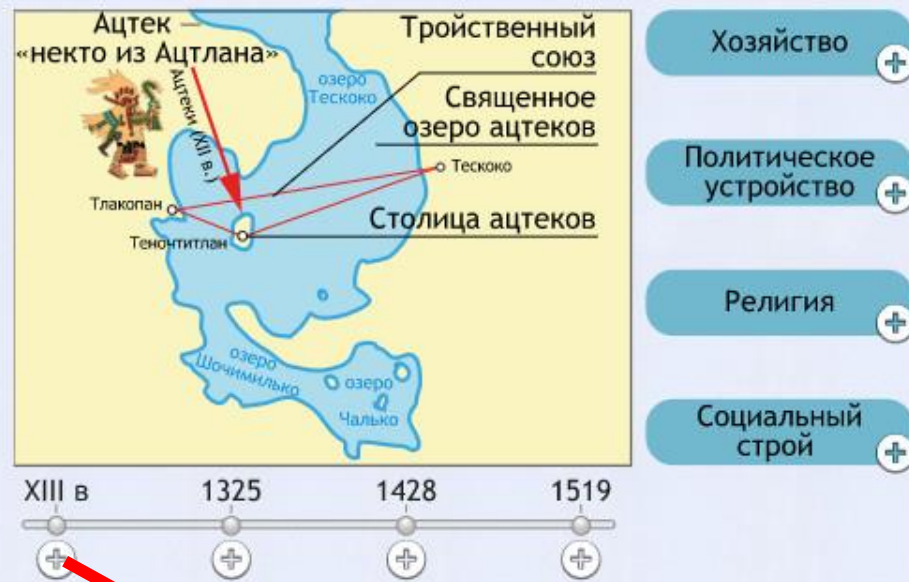 Ацтек
«некто из Ацтлана»
Ацтеки (XII в.)
озеро
Тескоко
Тройственный
союз
Священное
озеро ацтеков
Тескоко
Тлакопан
Теночтитлан
Столица ацтеков
озеро
Шочимилько
озеро
Чалько
Хозяйство
Политическое
устройство
Религия
Социальный
строй
XIII в
1325
1428
1519